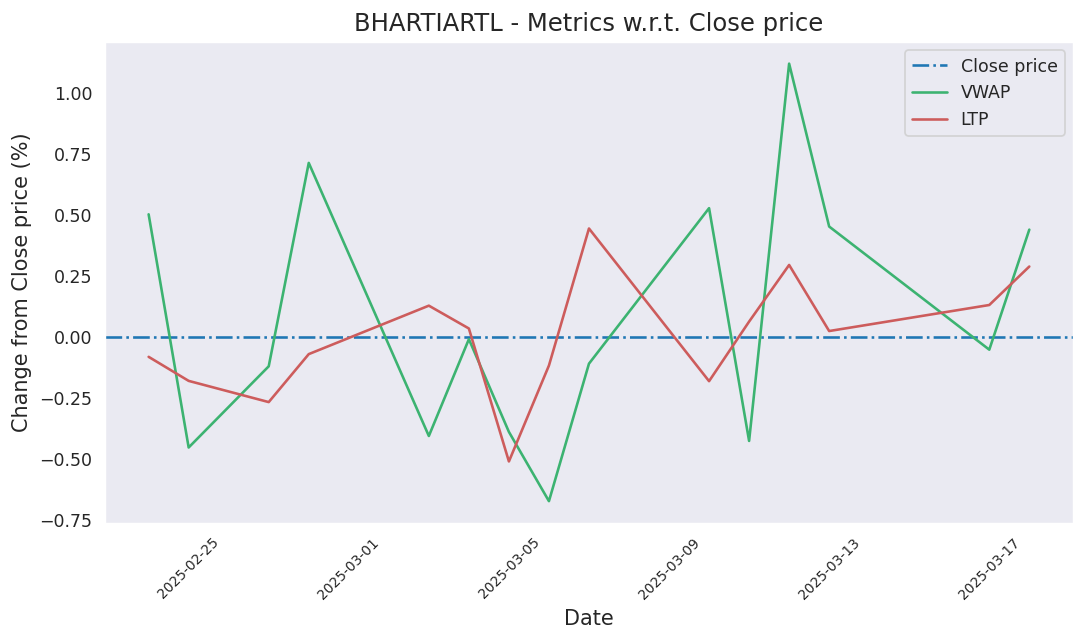 BHARTIARTL - Metrics w.r.t. Close price
Close price
VWAP
LTP
Change from Close price (%)
1.00
0.75
0.50
0.25
0.00
−0.25
−0.50
−0.75
2025-02-25
2025-03-01
2025-03-05
2025-03-09
2025-03-13
2025-03-17
Date